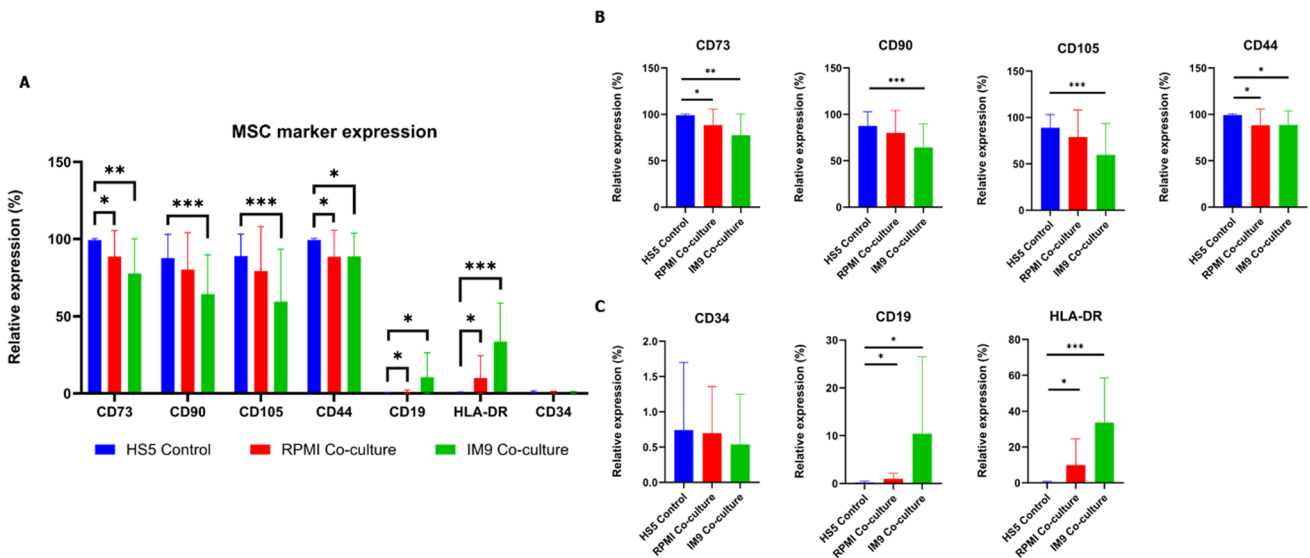 A
MSC marker expression
Relative expression (%)
150
100
50
0
** * *** *** * * * * * ***
CD73 CD90 CD105 CD44 CD19 HLA-DR CD34
HS5 Control RPMI Co-culture IM9 Co-culture
B
CD73
Relative expression (%)
150
100
50
0
**
*
HS5 Control
RPMI Co-culture
IM9 Co-culture
CD90
Relative expression (%)
150
100
50
0
***
HS5 Control
RPMI Co-culture
IM9 Co-culture
CD105
Relative expression (%)
150
100
50
0
***
HS5 Control
RPMI Co-culture
IM9 Co-culture
CD44
Relative expression (%)
150
100
50
0
*
*
HS5 Control
RPMI Co-culture
IM9 Co-culture
C
CD34
Relative expression (%)
2.0
1.5
1.0
0.5
0.0
HS5 Control
RPMI Co-culture
IM9 Co-culture
CD19
Relative expression (%)
30
20
10
0
*
*
HS5 Control
RPMI Co-culture
IM9 Co-culture
HLA-DR
Relative expression (%)
80
60
40
20
0
***
*
HS5 Control
RPMI Co-culture
IM9 Co-culture